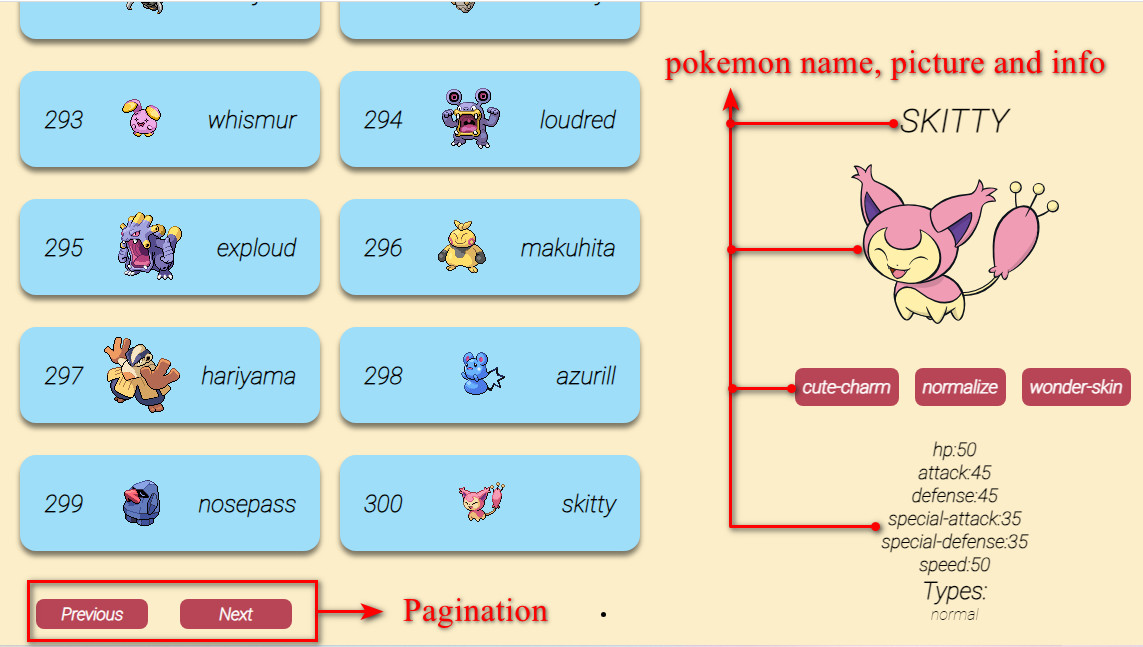 293 whismur
294 loudred
295 exploud
296 makuhita
297 hariyama
298 azurill
299 nosepass
300 skitty
Previous Next
Pagination
pokemon name, picture and info
SKITTY
cute-charm normalize wonder-skin
hp:50
attack:45
defense:45
special-attack:35
special-defense:35
speed:50
Types:
normal